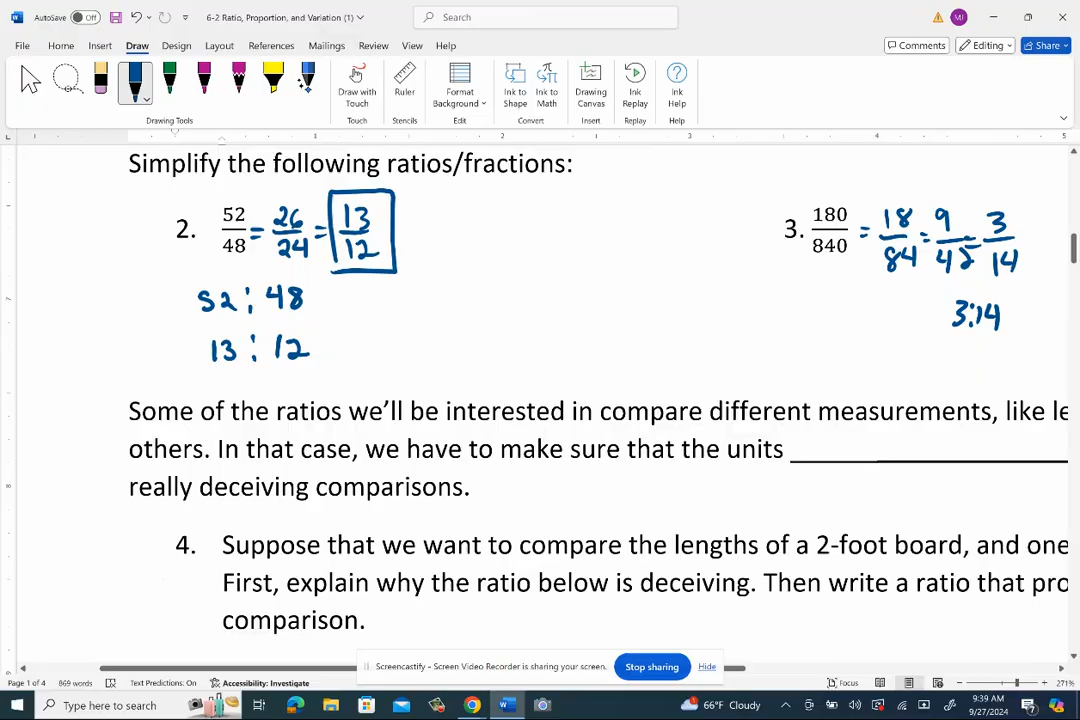 AutoSave Off 6-2 Ratio, Proportion, and Variation (1) Search MJ
File Home Insert Draw Design Layout References Mailings Review View Help Comments Editing Share
Draw with Touch Ruler Format Background Ink to Shape Ink to Math Drawing Canvas Ink Replay Ink Help
Drawing Tools Touch Stencils Edit Convert Insert Replay Help
1 2 3 4 5
Simplify the following ratios/fractions:
2. 52/48 = 26/24 = 13/12 3. 180/840 = 18/84 = 9/42 = 3/14
52 : 48 3:14
13 : 12
Some of the ratios we'll be interested in compare different measurements, like le
others. In that case, we have to make sure that the units
really deceiving comparisons.
4. Suppose that we want to compare the lengths of a 2-foot board, and one
First, explain why the ratio below is deceiving. Then write a ratio that pro
comparison.
Screencastify - Screen Video Recorder is sharing your screen. Stop sharing Hide
Page 1 of 4 869 words Text Predictions: On Accessibility: Investigate Focus 271%
Type here to search 66°F Cloudy 9:39 AM
9/27/2024